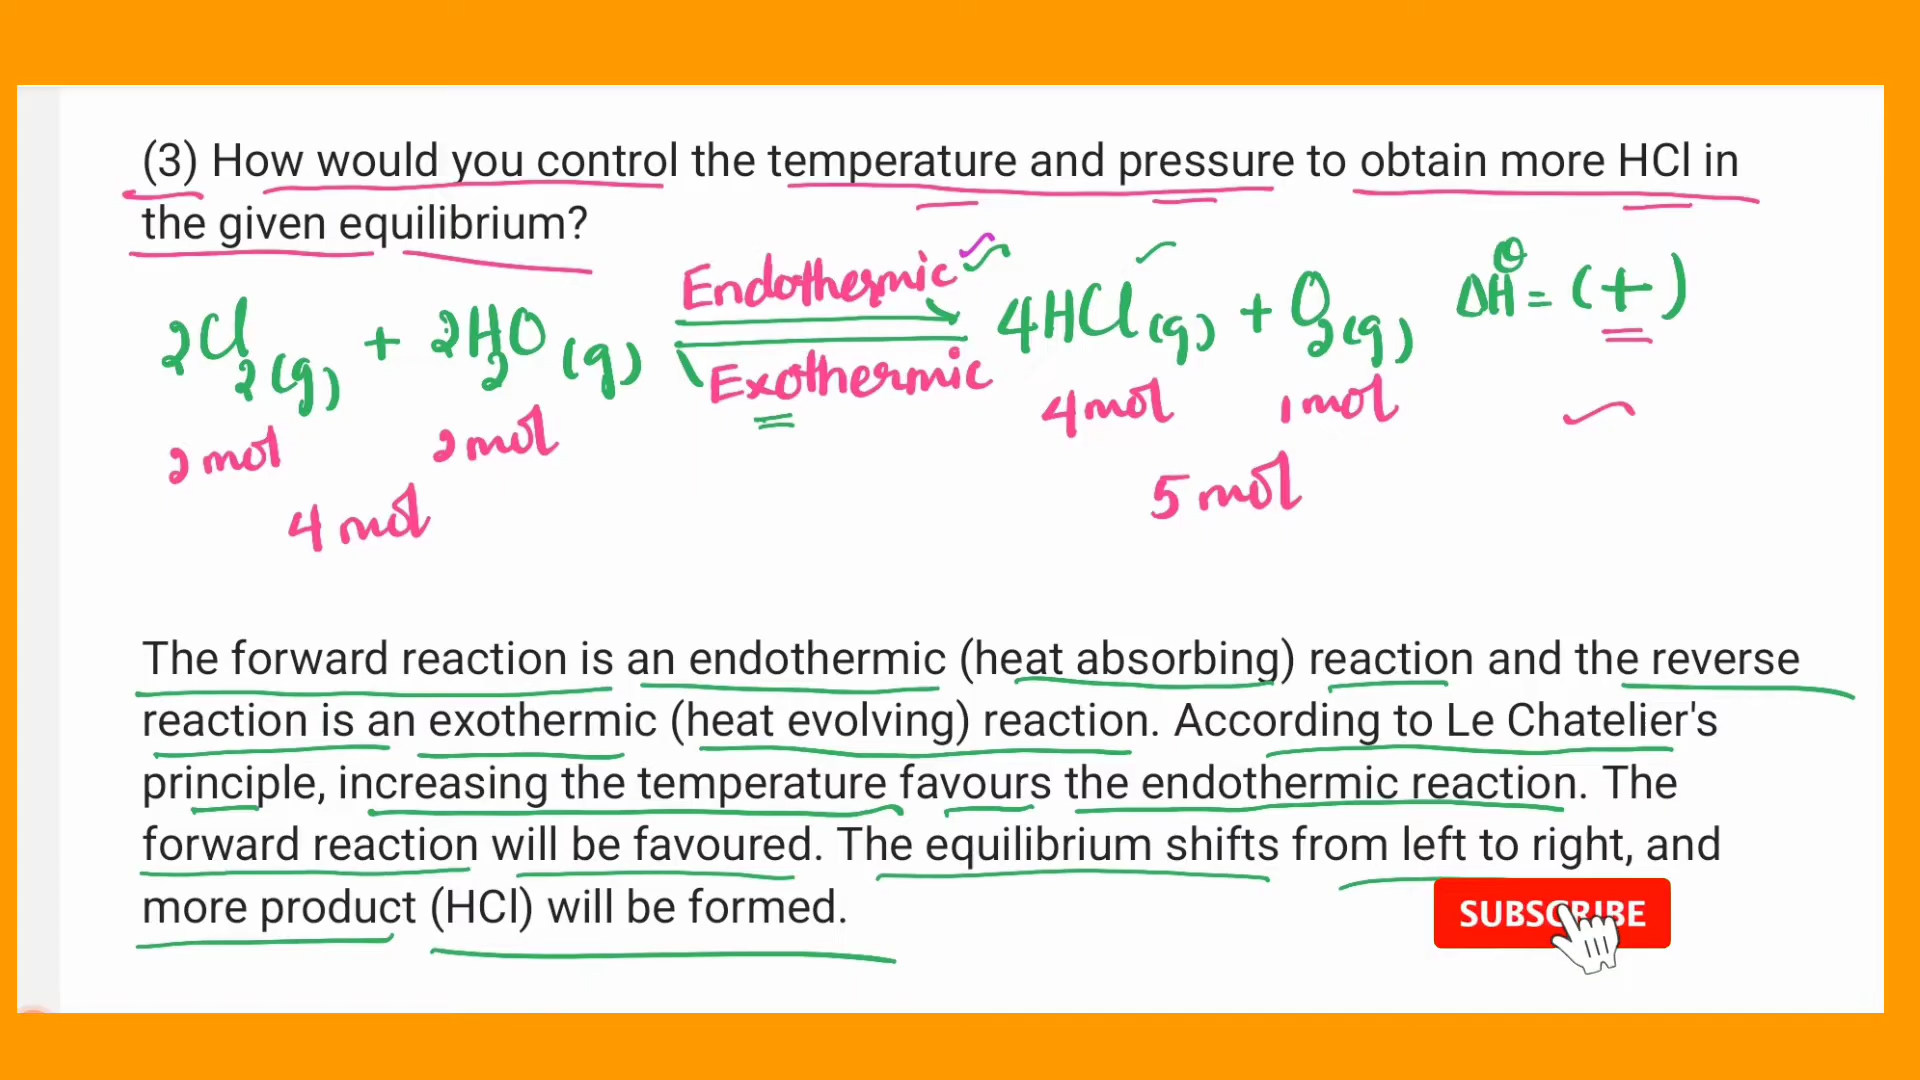 (3) How would you control the temperature and pressure to obtain more HCl in
the given equilibrium?
Endothermic
2Cl₂(g) + 2H₂O(g) ⇌ 4HCl(g) + O₂(g) ΔH⁰ = (+)
Exothermic
2 mol 2 mol 4 mol 1 mol
4 mol 5 mol
The forward reaction is an endothermic (heat absorbing) reaction and the reverse
reaction is an exothermic (heat evolving) reaction. According to Le Chatelier's
principle, increasing the temperature favours the endothermic reaction. The
forward reaction will be favoured. The equilibrium shifts from left to right, and
more product (HCl) will be formed.
SUBSCRIBE